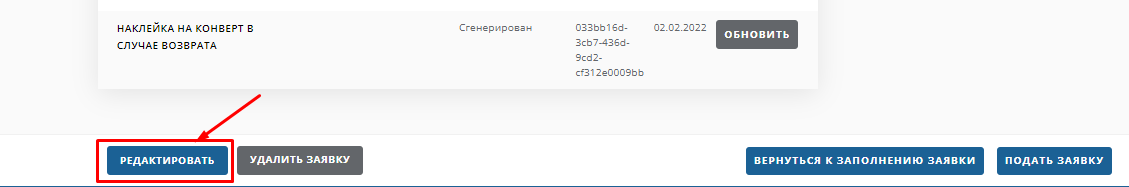 НАКЛЕЙКА НА КОНВЕРТ В
СЛУЧАЕ ВОЗВРАТА
Сгенерирован
033bb16d-
3cb7-436d-
9cd2-
cf312e0009bb
02.02.2022
ОБНОВИТЬ
РЕДАКТИРОВАТЬ
УДАЛИТЬ ЗАЯВКУ
ВЕРНУТЬСЯ К ЗАПОЛНЕНИЮ ЗАЯВКИ
ПОДАТЬ ЗАЯВКУ